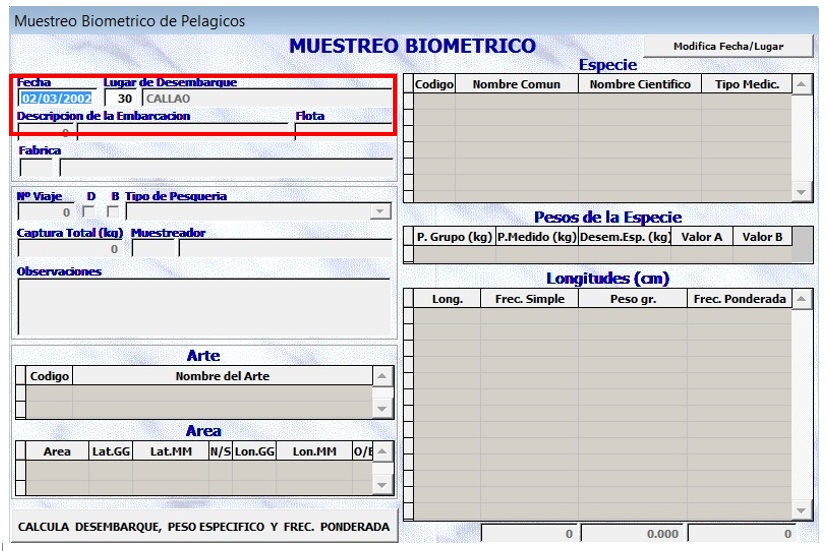 Muestreo Biometrico de Pelagicos
MUESTREO BIOMETRICO
Modifica Fecha/Lugar
Fecha Lugar de Desembarque
02/03/2002 30 CALLAO
Descripcion de la Embarcacion Flota
0
Fabrica
Nº Viaje D B Tipo de Pesqueria
0
Captura Total (kg) Muestreador
0
Observaciones
Arte
Codigo Nombre del Arte
Area
Area Lat.GG Lat.MM N/S Lon.GG Lon.MM O/E
CALCULA DESEMBARQUE, PESO ESPECIFICO Y FREC. PONDERADA
Especie
Codigo Nombre Comun Nombre Cientifico Tipo Medic.
Pesos de la Especie
P. Grupo (kg) P.Medido (kg) Desem.Esp. (kg) Valor A Valor B
Longitudes (cm)
Long. Frec. Simple Peso gr. Frec. Ponderada
0 0.000 0